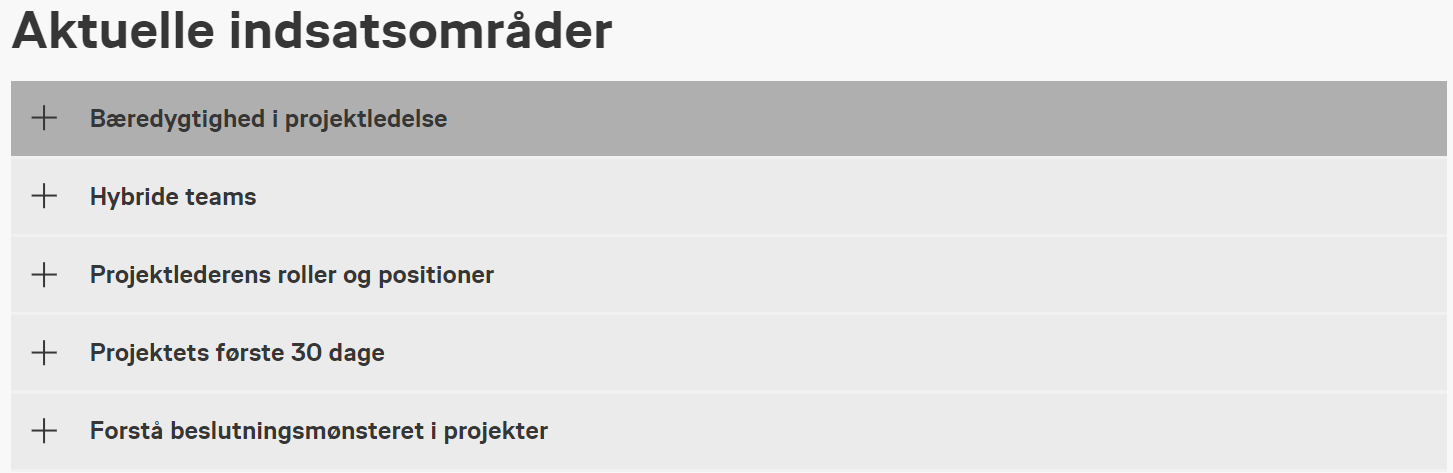 Aktuelle indsatsområder
Bæredygtighed i projektledelse
Hybride teams
Projektlederens roller og positioner
Projektets første 30 dage
Forstå beslutningsmønsteret i projekter